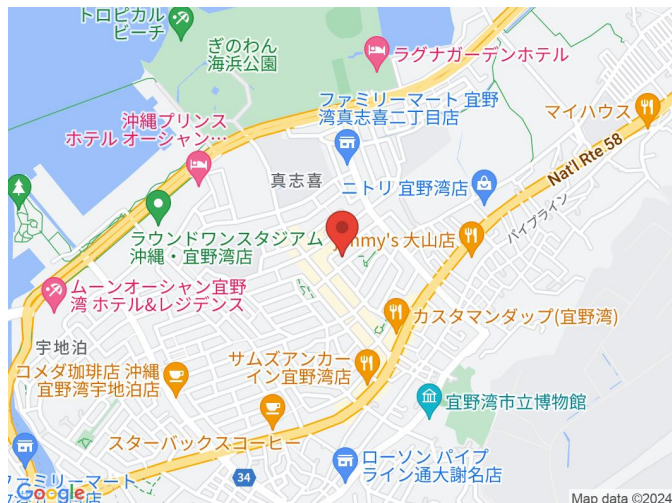 トロピカル
ビーチ
ぎのわん
海浜公園
ラグナガーデンホテル
ファミリーマート 宜野
湾真志喜二丁目店
マイハウス
沖縄プリンス
ホテル オーシャン…
真志喜
ニトリ 宜野湾店
Nat'l Rte 58
パイプライン
ラウンドワンスタジアム
沖縄・宜野湾店
mmy's 大山店
ムーンオーシャン宜野
湾 ホテル&レジデンス
カスタマンダップ(宜野湾)
宇地泊
コメダ珈琲店 沖縄
宜野湾宇地泊店
サムズアンカー
イン宜野湾店
宜野湾市立博物館
スターバックスコーヒー
ローソン パイプ
ライン通大謝名店
34
ファミリーマート
Google
Map data ©2024